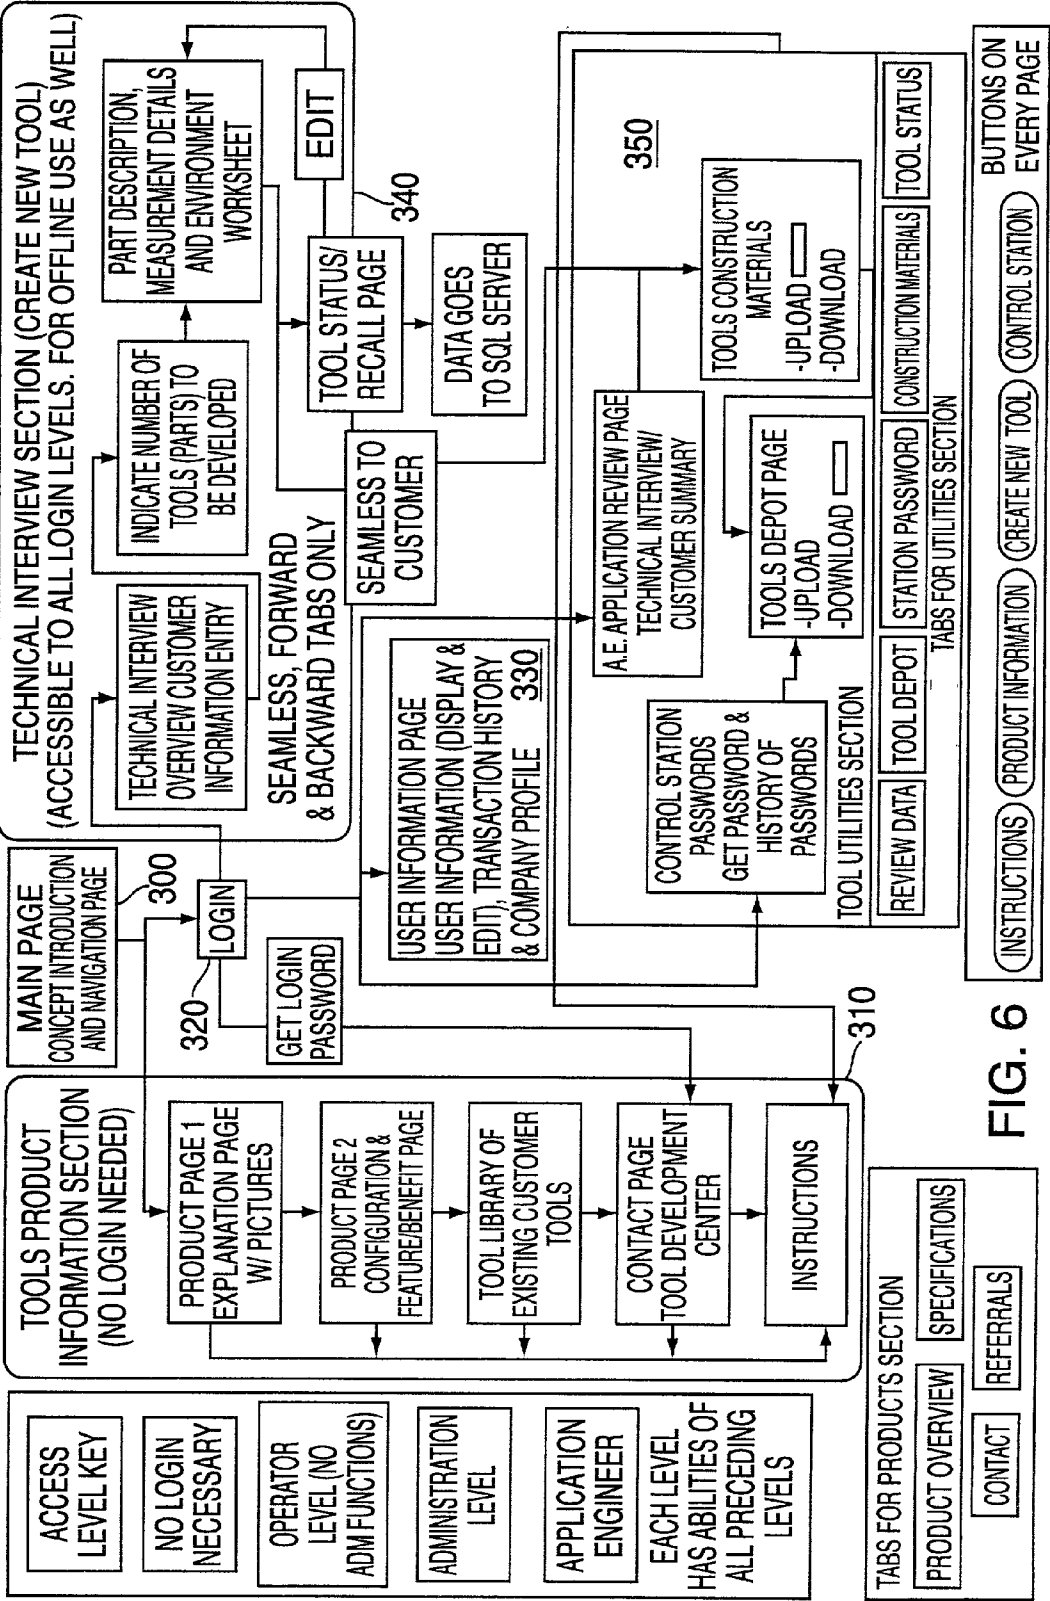 ACCESS
LEVEL KEY
NO LOGIN
NECESSARY
OPERATOR
LEVEL (NO
ADM FUNCTIONS)
ADMINISTRATION
LEVEL
APPLICATION
ENGINEER
EACH LEVEL
HAS ABILITIES OF
ALL PRECEDING
LEVELS
TOOLS PRODUCT
INFORMATION SECTION
(NO LOGIN NEEDED)
PRODUCT PAGE 1
EXPLANATION PAGE
W/ PICTURES
PRODUCT PAGE 2
CONFIGURATION &
FEATURE/BENEFIT PAGE
TOOL LIBRARY OF
EXISTING CUSTOMER
TOOLS
CONTACT PAGE
TOOL DEVELOPMENT
CENTER
INSTRUCTIONS
310
MAIN PAGE
CONCEPT INTRODUCTION
AND NAVIGATION PAGE
300
LOGIN
320
GET LOGIN
PASSWORD
TECHNICAL INTERVIEW SECTION (CREATE NEW TOOL)
(ACCESSIBLE TO ALL LOGIN LEVELS. FOR OFFLINE USE AS WELL)
TECHNICAL INTERVIEW
OVERVIEW CUSTOMER
INFORMATION ENTRY
INDICATE NUMBER OF
TOOLS (PARTS) TO
BE DEVELOPED
PART DESCRIPTION,
MEASUREMENT DETAILS
AND ENVIRONMENT
WORKSHEET
SEAMLESS, FORWARD
& BACKWARD TABS ONLY
EDIT
TOOL STATUS/
RECALL PAGE
340
SEAMLESS TO
CUSTOMER
DATA GOES
TO SQL SERVER
USER INFORMATION PAGE
USER INFORMATION (DISPLAY &
EDIT), TRANSACTION HISTORY
& COMPANY PROFILE
330
350
A.E. APPLICATION REVIEW PAGE
TECHNICAL INTERVIEW/
CUSTOMER SUMMARY
TOOLS CONSTRUCTION
MATERIALS
-UPLOAD
-DOWNLOAD
CONTROL STATION
PASSWORDS
GET PASSWORD &
HISTORY OF
PASSWORDS
TOOLS DEPOT PAGE
-UPLOAD
-DOWNLOAD
TOOL UTILITIES SECTION
REVIEW DATA
TOOL DEPOT
STATION PASSWORD
CONSTRUCTION MATERIALS
TOOL STATUS
TABS FOR UTILITIES SECTION
BUTTONS ON
EVERY PAGE
INSTRUCTIONS
PRODUCT INFORMATION
CREATE NEW TOOL
CONTROL STATION
TABS FOR PRODUCTS SECTION
PRODUCT OVERVIEW
SPECIFICATIONS
CONTACT
REFERRALS
FIG. 6